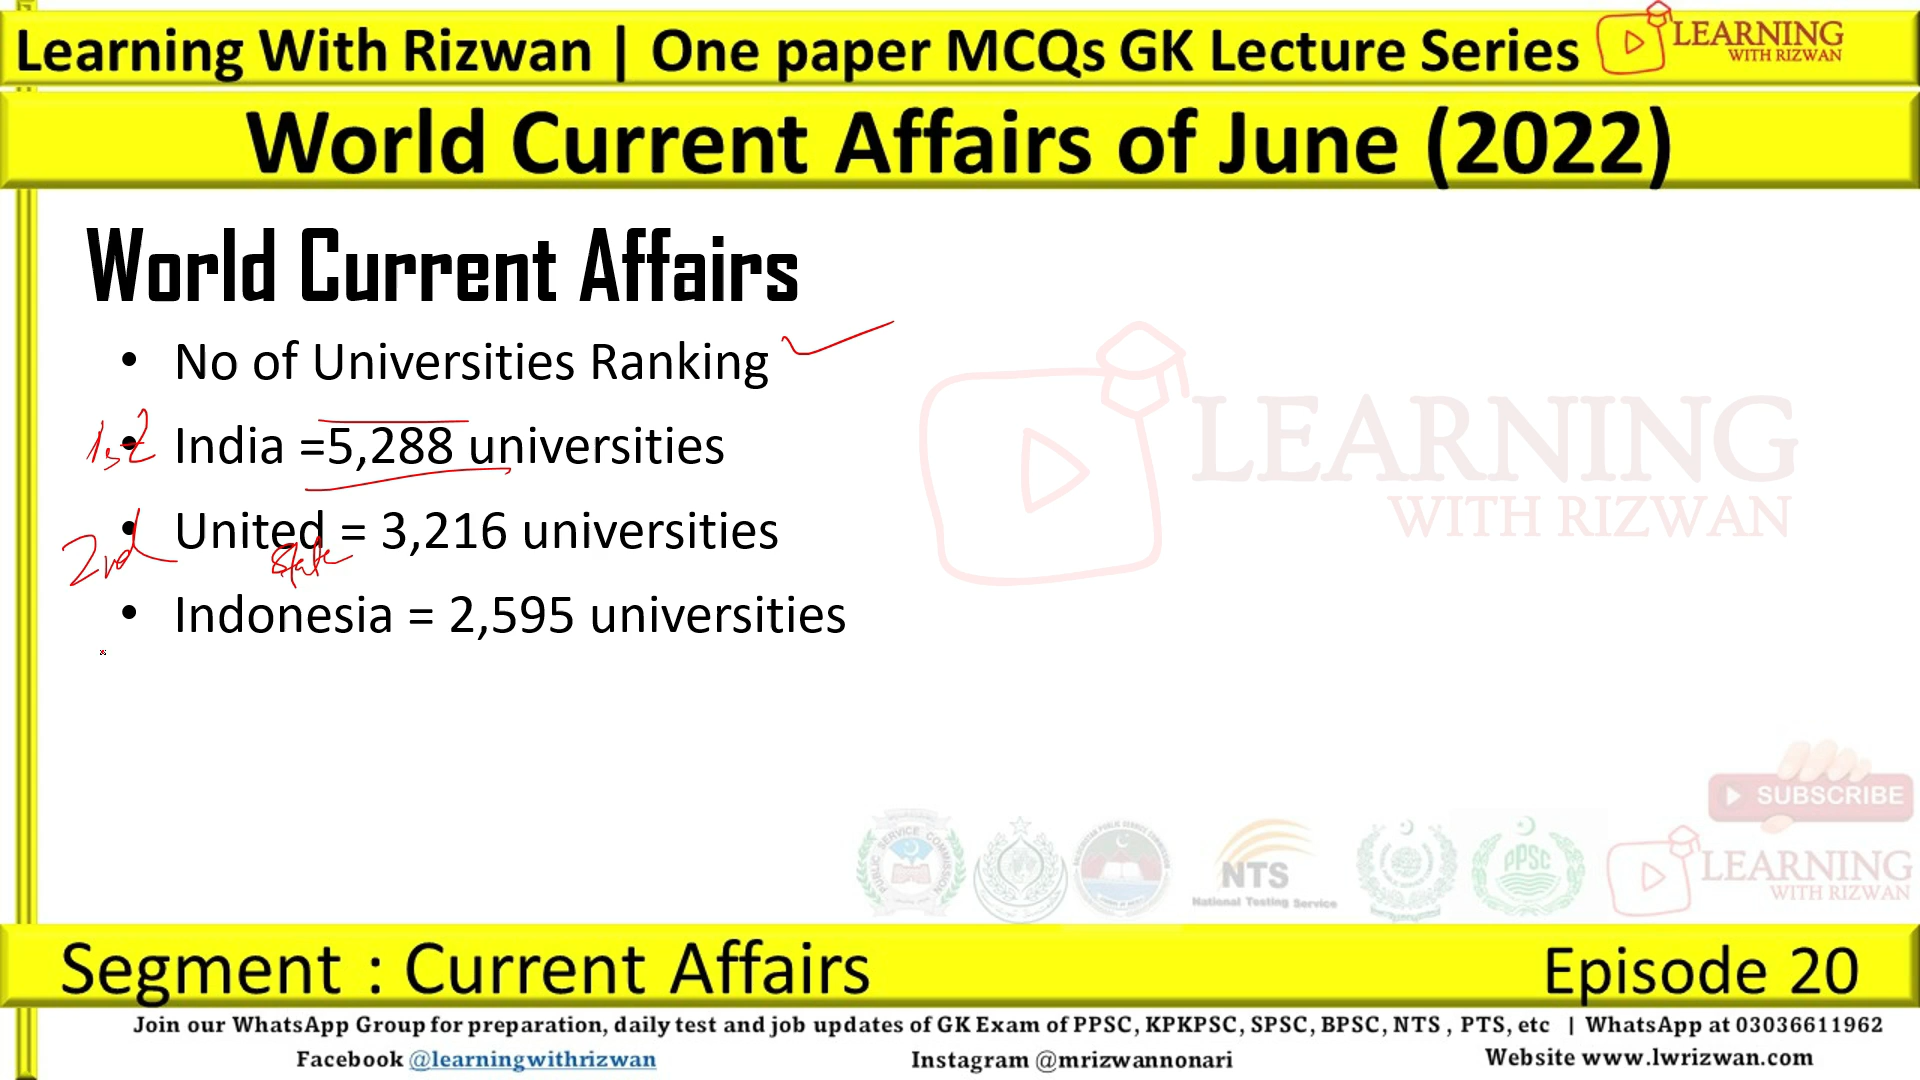 Learning With Rizwan | One paper MCQs GK Lecture Series
LEARNING
WITH RIZWAN
World Current Affairs of June (2022)
World Current Affairs
• No of Universities Ranking
1st
• India =5,288 universities
2nd
• United = 3,216 universities
State
• Indonesia = 2,595 universities
LEARNING
WITH RIZWAN
SUBSCRIBE
PUBLIC SERVICE COMMISSION
NTS
National Testing Service
PPSC
LEARNING
WITH RIZWAN
Segment : Current Affairs
Episode 20
Join our WhatsApp Group for preparation, daily test and job updates of GK Exam of PPSC, KPKPSC, SPSC, BPSC, NTS , PTS, etc | WhatsApp at 03036611962
Facebook @learningwithrizwan
Instagram @mrizwannonari
Website www.lwrizwan.com